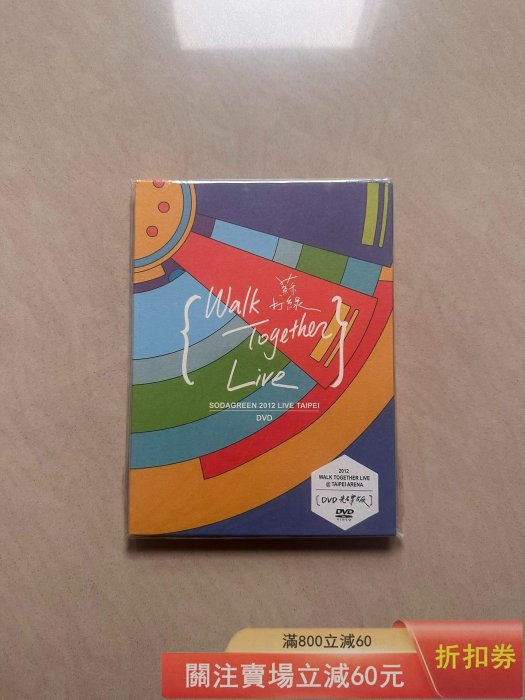 蘇
打綠
Walk
Together
Live
SODAGREEN 2012 LIVE TAIPEI
DVD
2012
WALK TOGETHER LIVE
@ TAIPEI ARENA
DVD
DVD
VIDEO
滿800立減60
關注賣場立減60元
折扣券